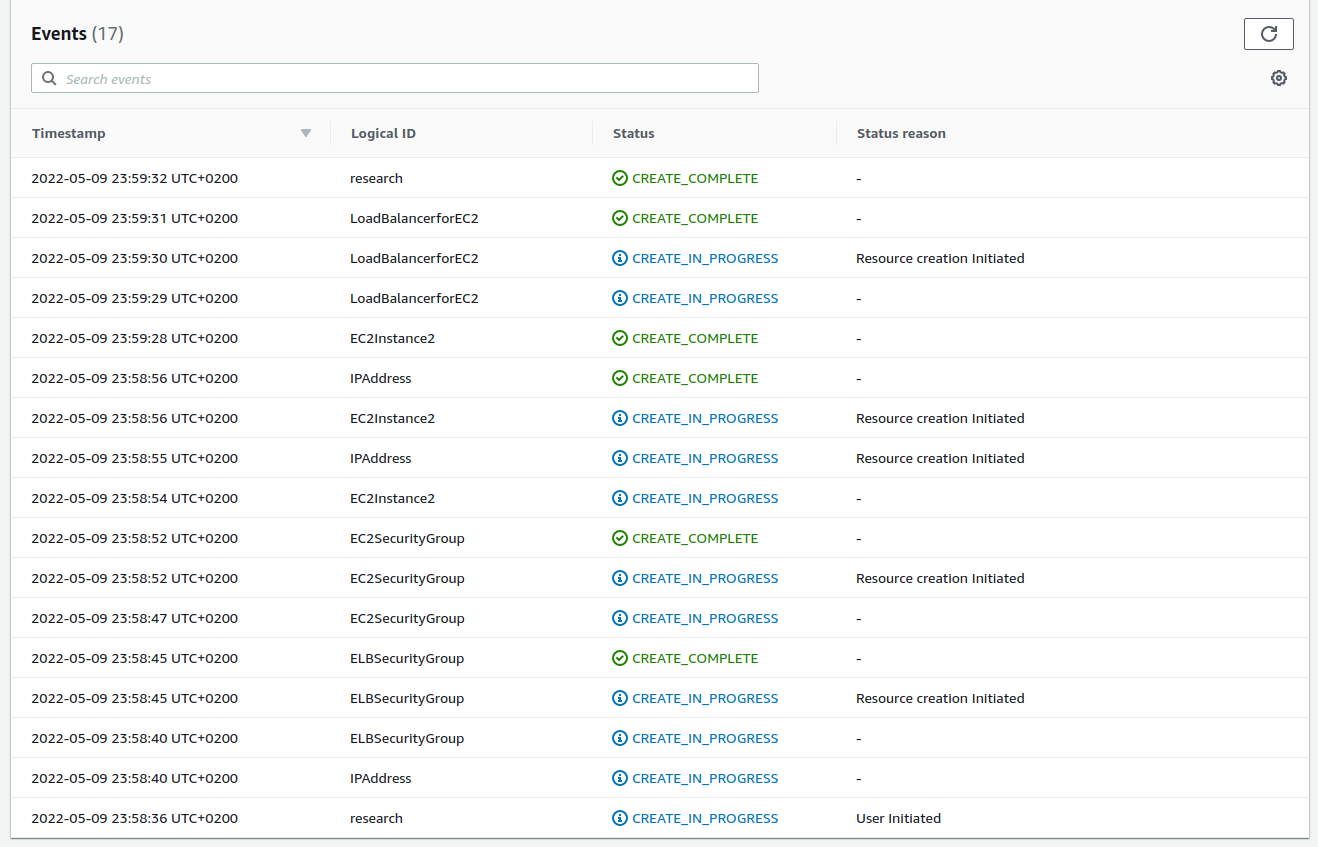 Events (17)
Search events
Timestamp Logical ID Status Status reason
2022-05-09 23:59:32 UTC+0200 research CREATE_COMPLETE -
2022-05-09 23:59:31 UTC+0200 LoadBalancerforEC2 CREATE_COMPLETE -
2022-05-09 23:59:30 UTC+0200 LoadBalancerforEC2 CREATE_IN_PROGRESS Resource creation Initiated
2022-05-09 23:59:29 UTC+0200 LoadBalancerforEC2 CREATE_IN_PROGRESS -
2022-05-09 23:59:28 UTC+0200 EC2Instance2 CREATE_COMPLETE -
2022-05-09 23:58:56 UTC+0200 IPAddress CREATE_COMPLETE -
2022-05-09 23:58:56 UTC+0200 EC2Instance2 CREATE_IN_PROGRESS Resource creation Initiated
2022-05-09 23:58:55 UTC+0200 IPAddress CREATE_IN_PROGRESS Resource creation Initiated
2022-05-09 23:58:54 UTC+0200 EC2Instance2 CREATE_IN_PROGRESS -
2022-05-09 23:58:52 UTC+0200 EC2SecurityGroup CREATE_COMPLETE -
2022-05-09 23:58:52 UTC+0200 EC2SecurityGroup CREATE_IN_PROGRESS Resource creation Initiated
2022-05-09 23:58:47 UTC+0200 EC2SecurityGroup CREATE_IN_PROGRESS -
2022-05-09 23:58:45 UTC+0200 ELBSecurityGroup CREATE_COMPLETE -
2022-05-09 23:58:45 UTC+0200 ELBSecurityGroup CREATE_IN_PROGRESS Resource creation Initiated
2022-05-09 23:58:40 UTC+0200 ELBSecurityGroup CREATE_IN_PROGRESS -
2022-05-09 23:58:40 UTC+0200 IPAddress CREATE_IN_PROGRESS -
2022-05-09 23:58:36 UTC+0200 research CREATE_IN_PROGRESS User Initiated